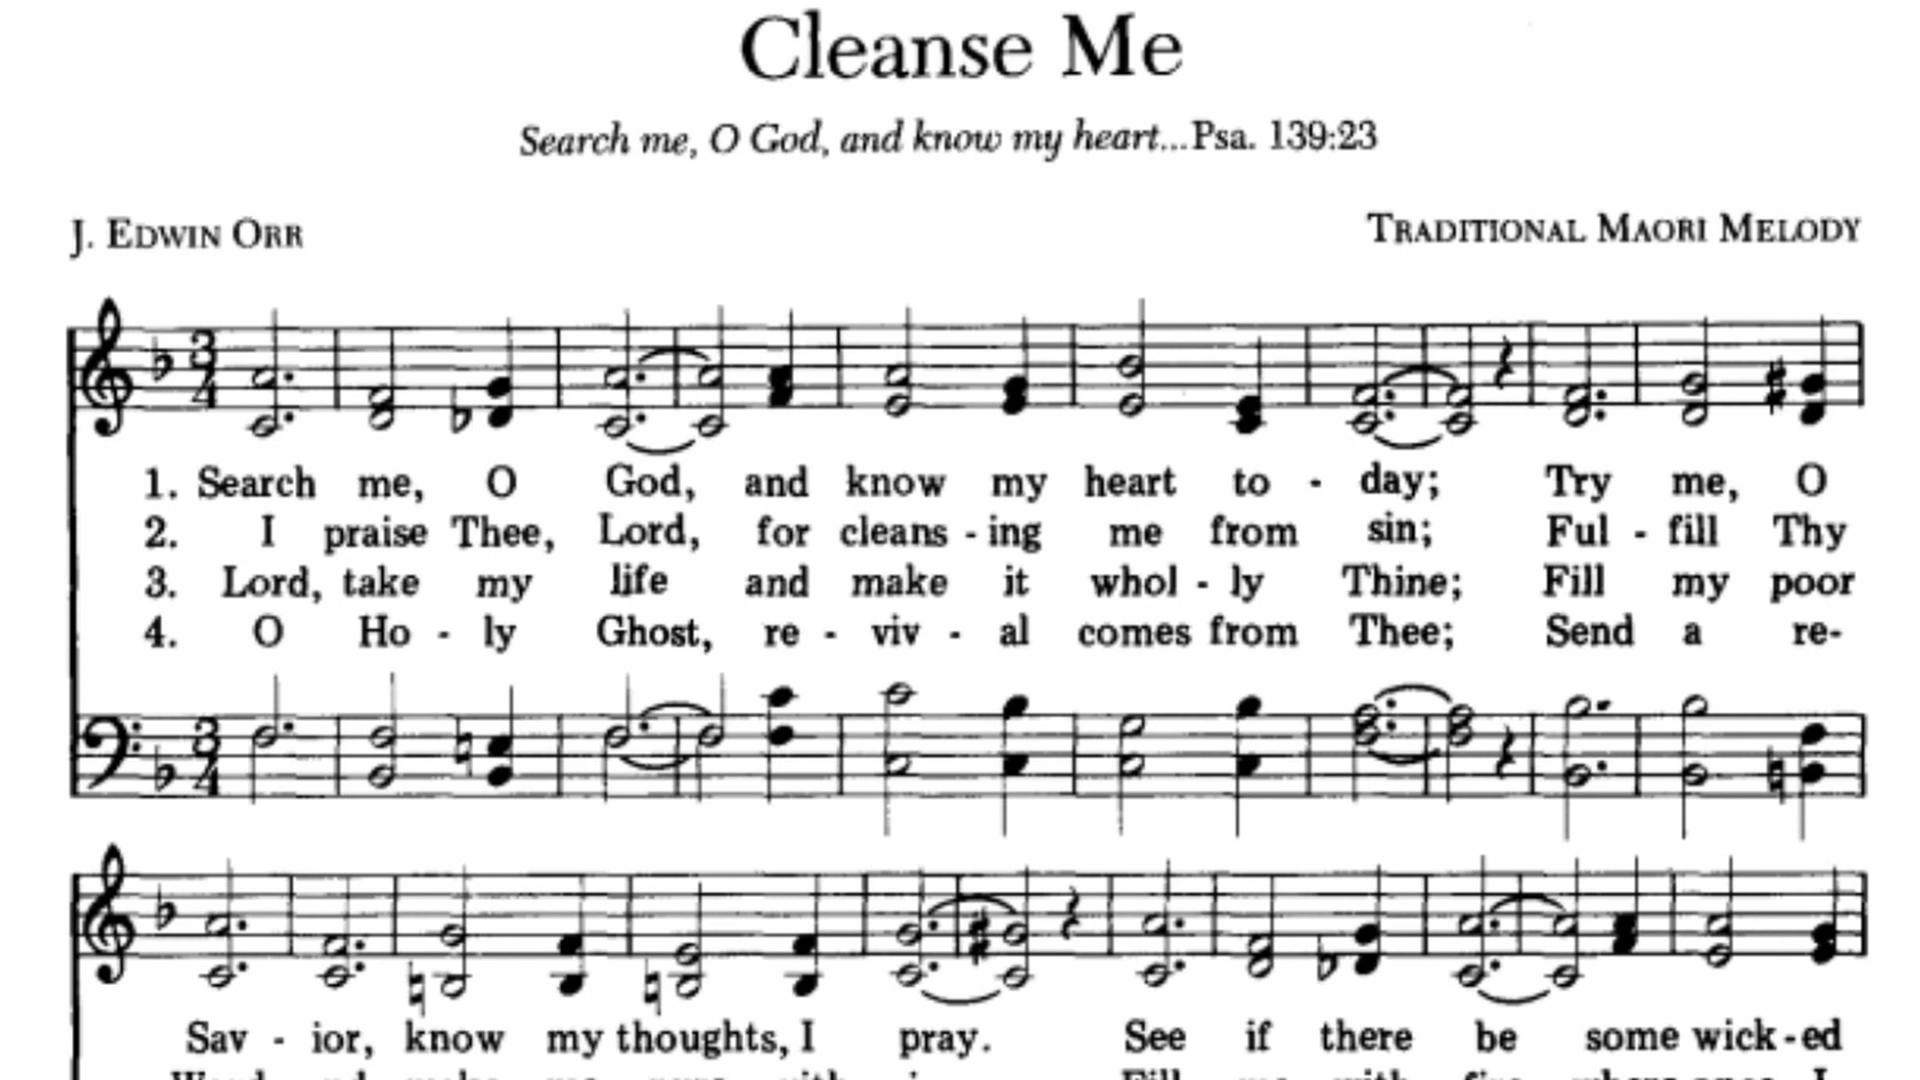 Cleanse Me
Search me, O God, and know my heart...Psa. 139:23
J. EDWIN ORR
TRADITIONAL MAORI MELODY
3
4
1. Search me, O God, and know my heart to - day; Try me, O
2. I praise Thee, Lord, for cleans - ing me from sin; Ful - fill Thy
3. Lord, take my life and make it whol - ly Thine; Fill my poor
4. O Ho - ly Ghost, re - viv - al comes from Thee; Send a re-
3
4
Sav - ior, know my thoughts, I pray. See if there be some wick - ed